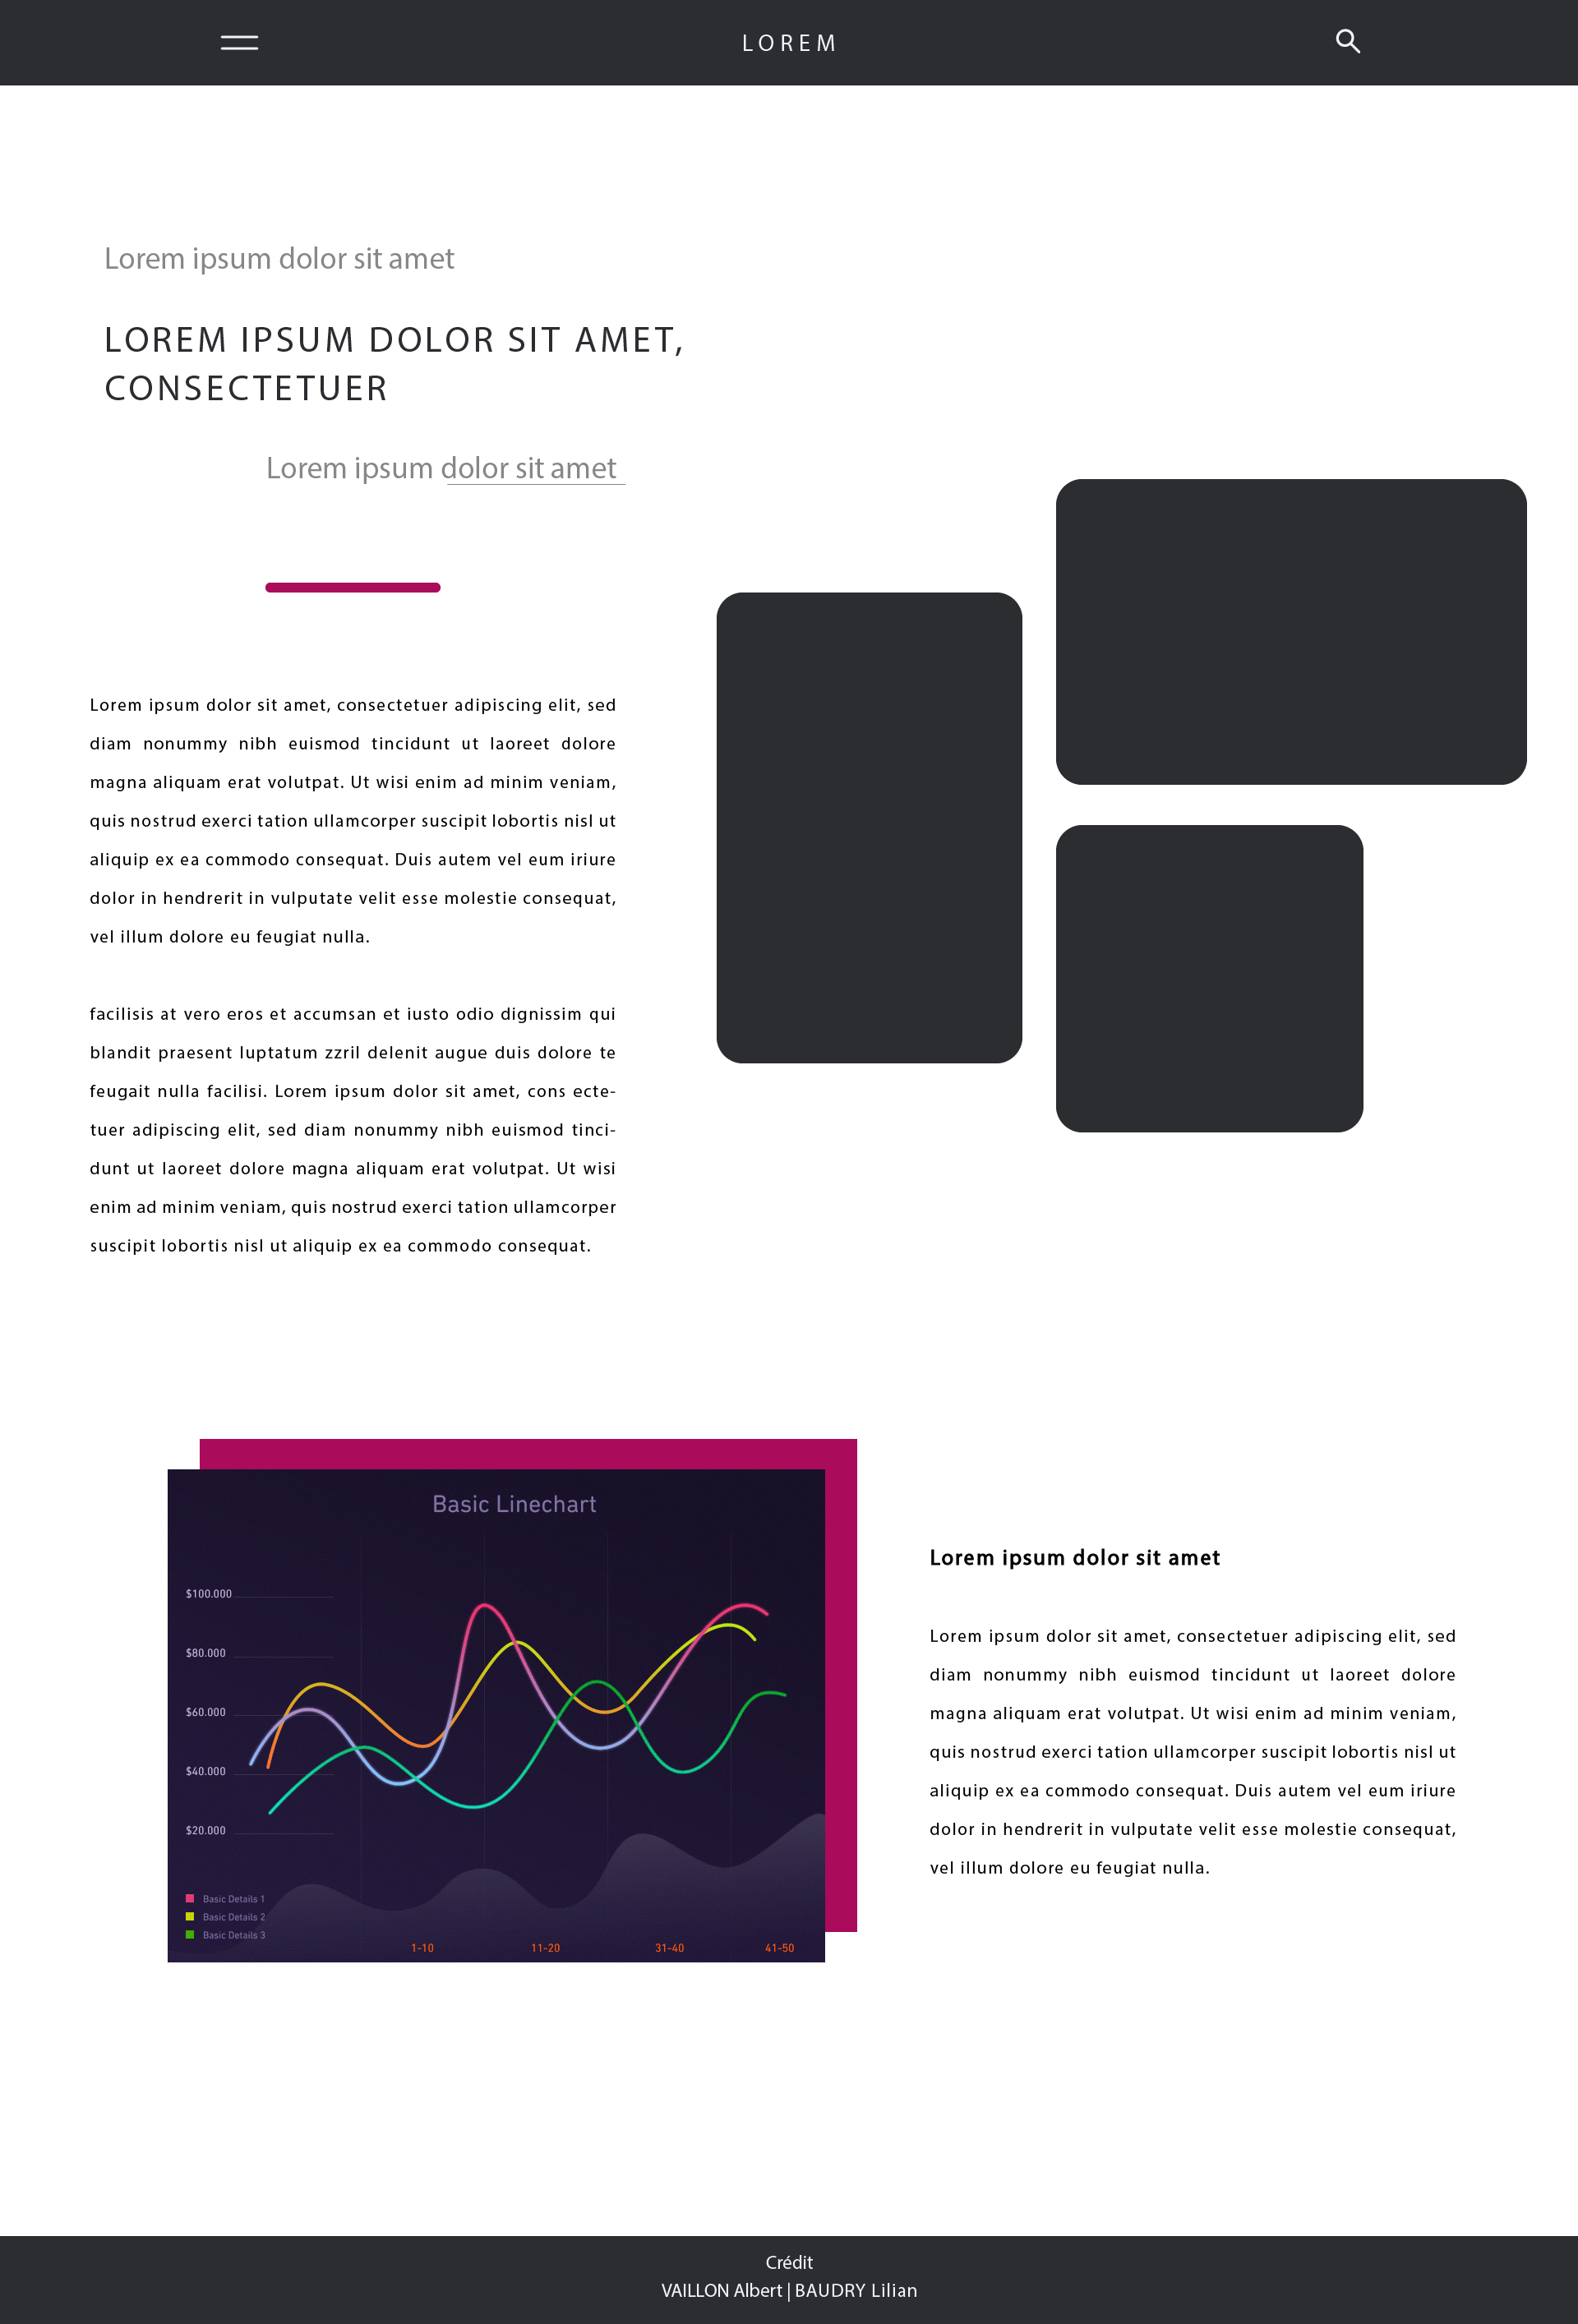 LOREM
Lorem ipsum dolor sit amet
LOREM IPSUM DOLOR SIT AMET,
CONSECTETUER
Lorem ipsum dolor sit amet
Lorem ipsum dolor sit amet, consectetuer adipiscing elit, sed
diam nonummy nibh euismod tincidunt ut laoreet dolore
magna aliquam erat volutpat. Ut wisi enim ad minim veniam,
quis nostrud exerci tation ullamcorper suscipit lobortis nisl ut
aliquip ex ea commodo consequat. Duis autem vel eum iriure
dolor in hendrerit in vulputate velit esse molestie consequat,
vel illum dolore eu feugiat nulla.
facilisis at vero eros et accumsan et iusto odio dignissim qui
blandit praesent luptatum zzril delenit augue duis dolore te
feugait nulla facilisi. Lorem ipsum dolor sit amet, cons ecte-
tuer adipiscing elit, sed diam nonummy nibh euismod tinci-
dunt ut laoreet dolore magna aliquam erat volutpat. Ut wisi
enim ad minim veniam, quis nostrud exerci tation ullamcorper
suscipit lobortis nisl ut aliquip ex ea commodo consequat.
Basic Linechart
$100.000
$80.000
$60.000
$40.000
$20.000
Basic Details 1
Basic Details 2
Basic Details 3
1-10 11-20 31-40 41-50
Lorem ipsum dolor sit amet
Lorem ipsum dolor sit amet, consectetuer adipiscing elit, sed
diam nonummy nibh euismod tincidunt ut laoreet dolore
magna aliquam erat volutpat. Ut wisi enim ad minim veniam,
quis nostrud exerci tation ullamcorper suscipit lobortis nisl ut
aliquip ex ea commodo consequat. Duis autem vel eum iriure
dolor in hendrerit in vulputate velit esse molestie consequat,
vel illum dolore eu feugiat nulla.
Crédit
VAILLON Albert | BAUDRY Lilian